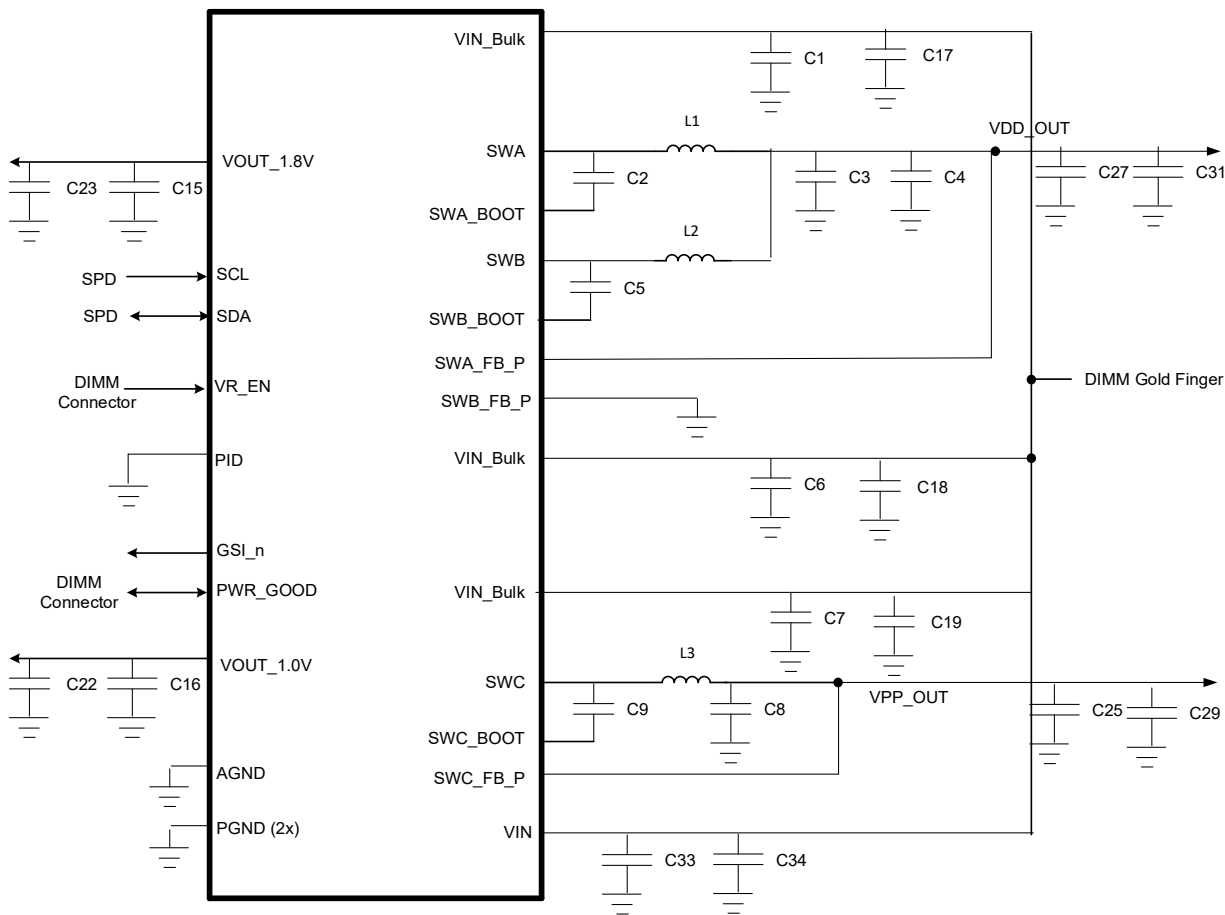 VIN_Bulk
C1
C17
L1
VDD_OUT
SWA
VOUT_1.8V
C23
C15
C2
C3
C4
C27
C31
SWA_BOOT
L2
SWB
SPD
SCL
C5
SPD
SDA
SWB_BOOT
SWA_FB_P
DIMM
Connector
VR_EN
DIMM Gold Finger
SWB_FB_P
PID
VIN_Bulk
C6
C18
GSI_n
DIMM
Connector
PWR_GOOD
VIN_Bulk
C7
C19
L3
VOUT_1.0V
C22
C16
SWC
VPP_OUT
C9
C8
C25
C29
SWC_BOOT
AGND
SWC_FB_P
PGND (2x)
VIN
C33
C34